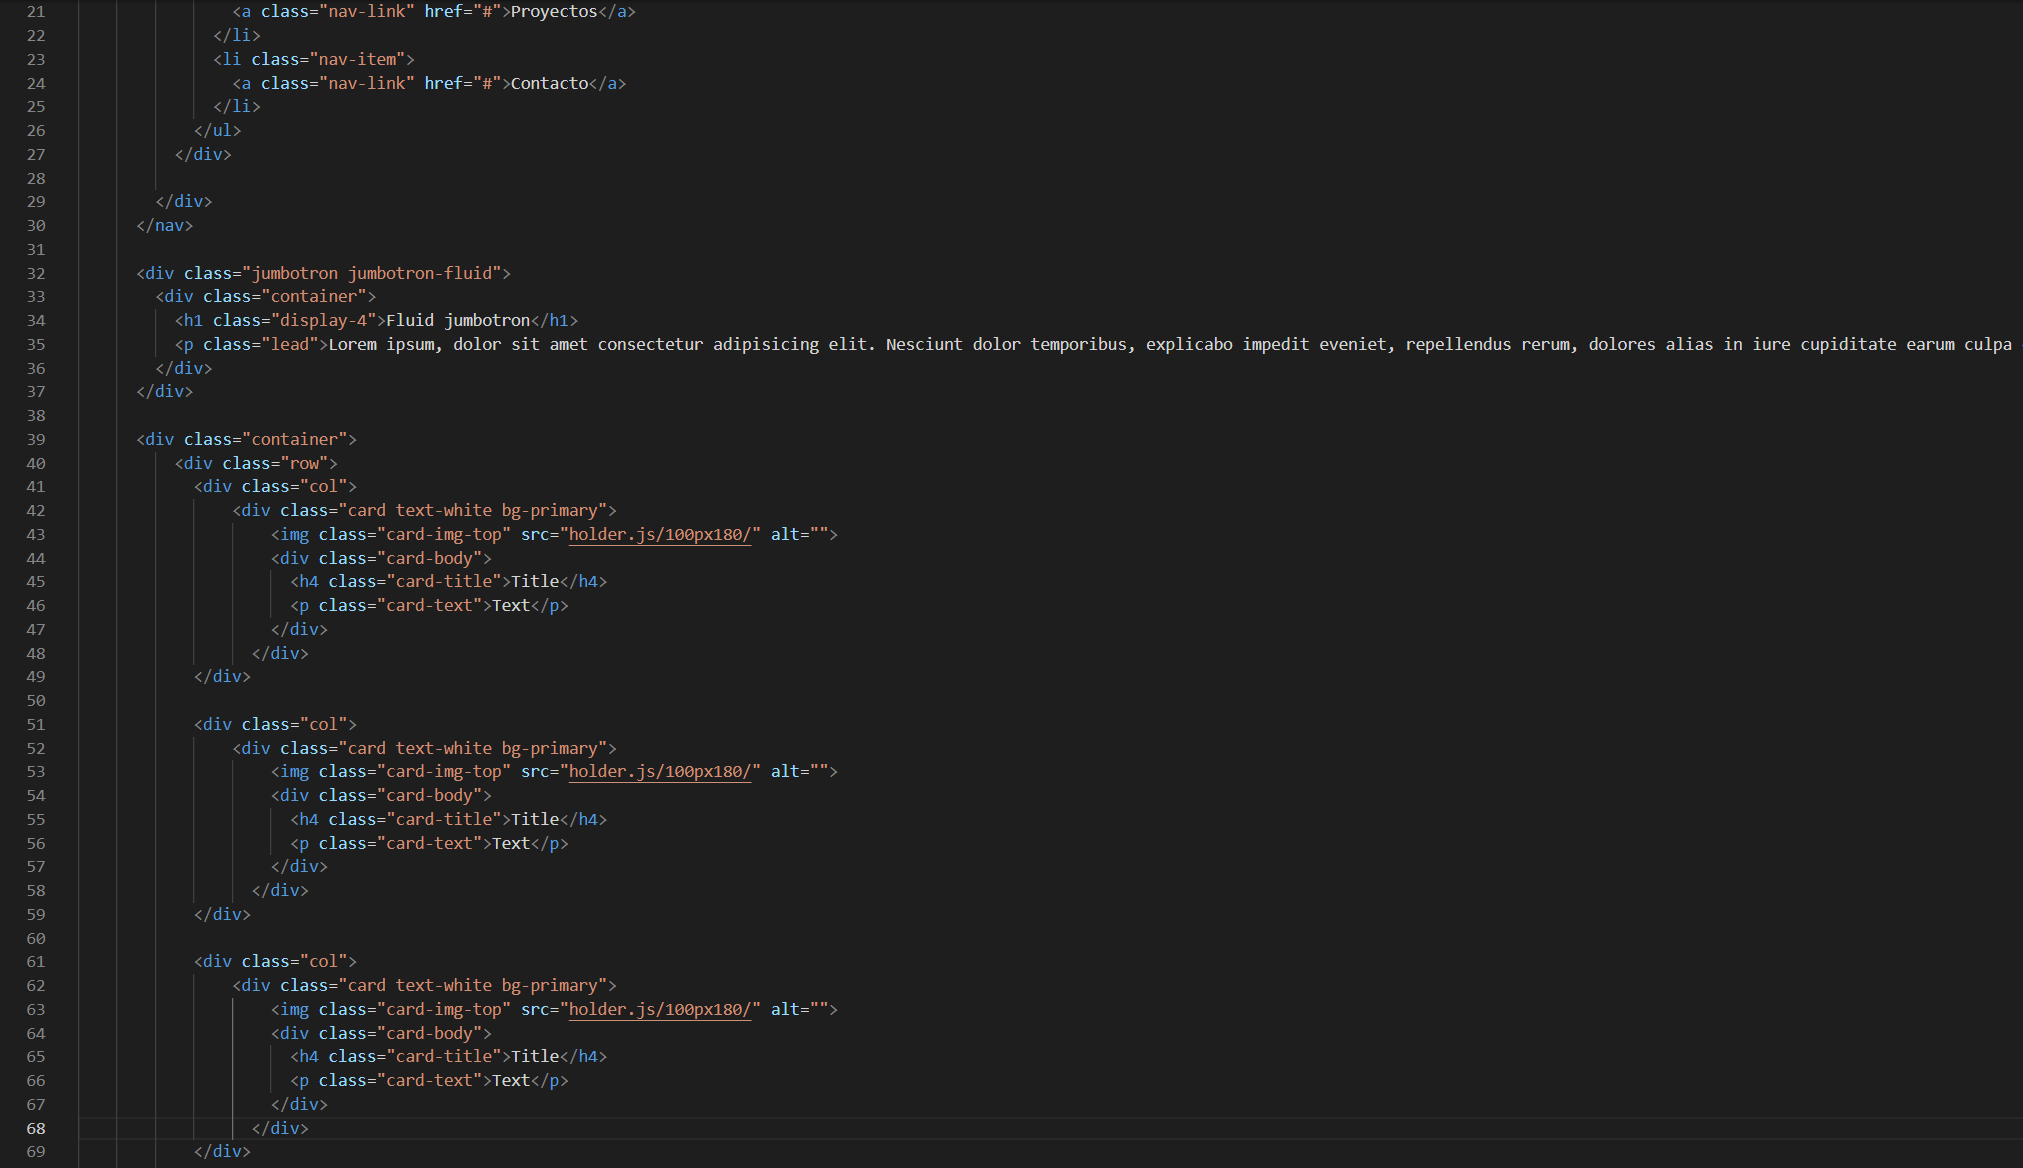 21 <a class="nav-link" href="#">Proyectos</a>
22 </li>
23 <li class="nav-item">
24 <a class="nav-link" href="#">Contacto</a>
25 </li>
26 </ul>
27 </div>
28
29 </div>
30 </nav>
31
32 <div class="jumbotron jumbotron-fluid">
33 <div class="container">
34 <h1 class="display-4">Fluid jumbotron</h1>
35 <p class="lead">Lorem ipsum, dolor sit amet consectetur adipisicing elit. Nesciunt dolor temporibus, explicabo impedit eveniet, repellendus rerum, dolores alias in iure cupiditate earum culpa
36 </div>
37 </div>
38
39 <div class="container">
40 <div class="row">
41 <div class="col">
42 <div class="card text-white bg-primary">
43 <img class="card-img-top" src="holder.js/100px180/" alt="">
44 <div class="card-body">
45 <h4 class="card-title">Title</h4>
46 <p class="card-text">Text</p>
47 </div>
48 </div>
49 </div>
50
51 <div class="col">
52 <div class="card text-white bg-primary">
53 <img class="card-img-top" src="holder.js/100px180/" alt="">
54 <div class="card-body">
55 <h4 class="card-title">Title</h4>
56 <p class="card-text">Text</p>
57 </div>
58 </div>
59 </div>
60
61 <div class="col">
62 <div class="card text-white bg-primary">
63 <img class="card-img-top" src="holder.js/100px180/" alt="">
64 <div class="card-body">
65 <h4 class="card-title">Title</h4>
66 <p class="card-text">Text</p>
67 </div>
68 </div>
69 </div>